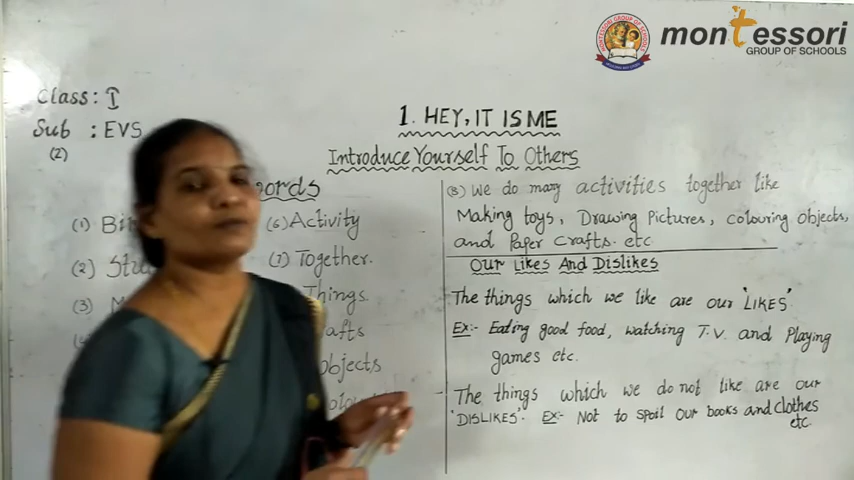 MONTESSORI GROUP OF SCHOOLS
montessori
GROUP OF SCHOOLS
Class: I
Sub : EVS
(2)
1. HEY, IT IS ME
Introduce Yourself To Others
(1)
(2)
(3)
(6) Activity
(7) Together.
Things.
Objects
(8) We do many activities together like
Making toys, Drawing Pictures, colouring objects,
and Paper Crafts. etc
Our Likes And Dislikes
The things which we like are our 'LIKES'.
Ex:- Eating good food, watching T.V. and Playing
games etc.
The things which we do not like are our
'DISLIKES'. Ex:- Not to spoil our books and clothes
etc.